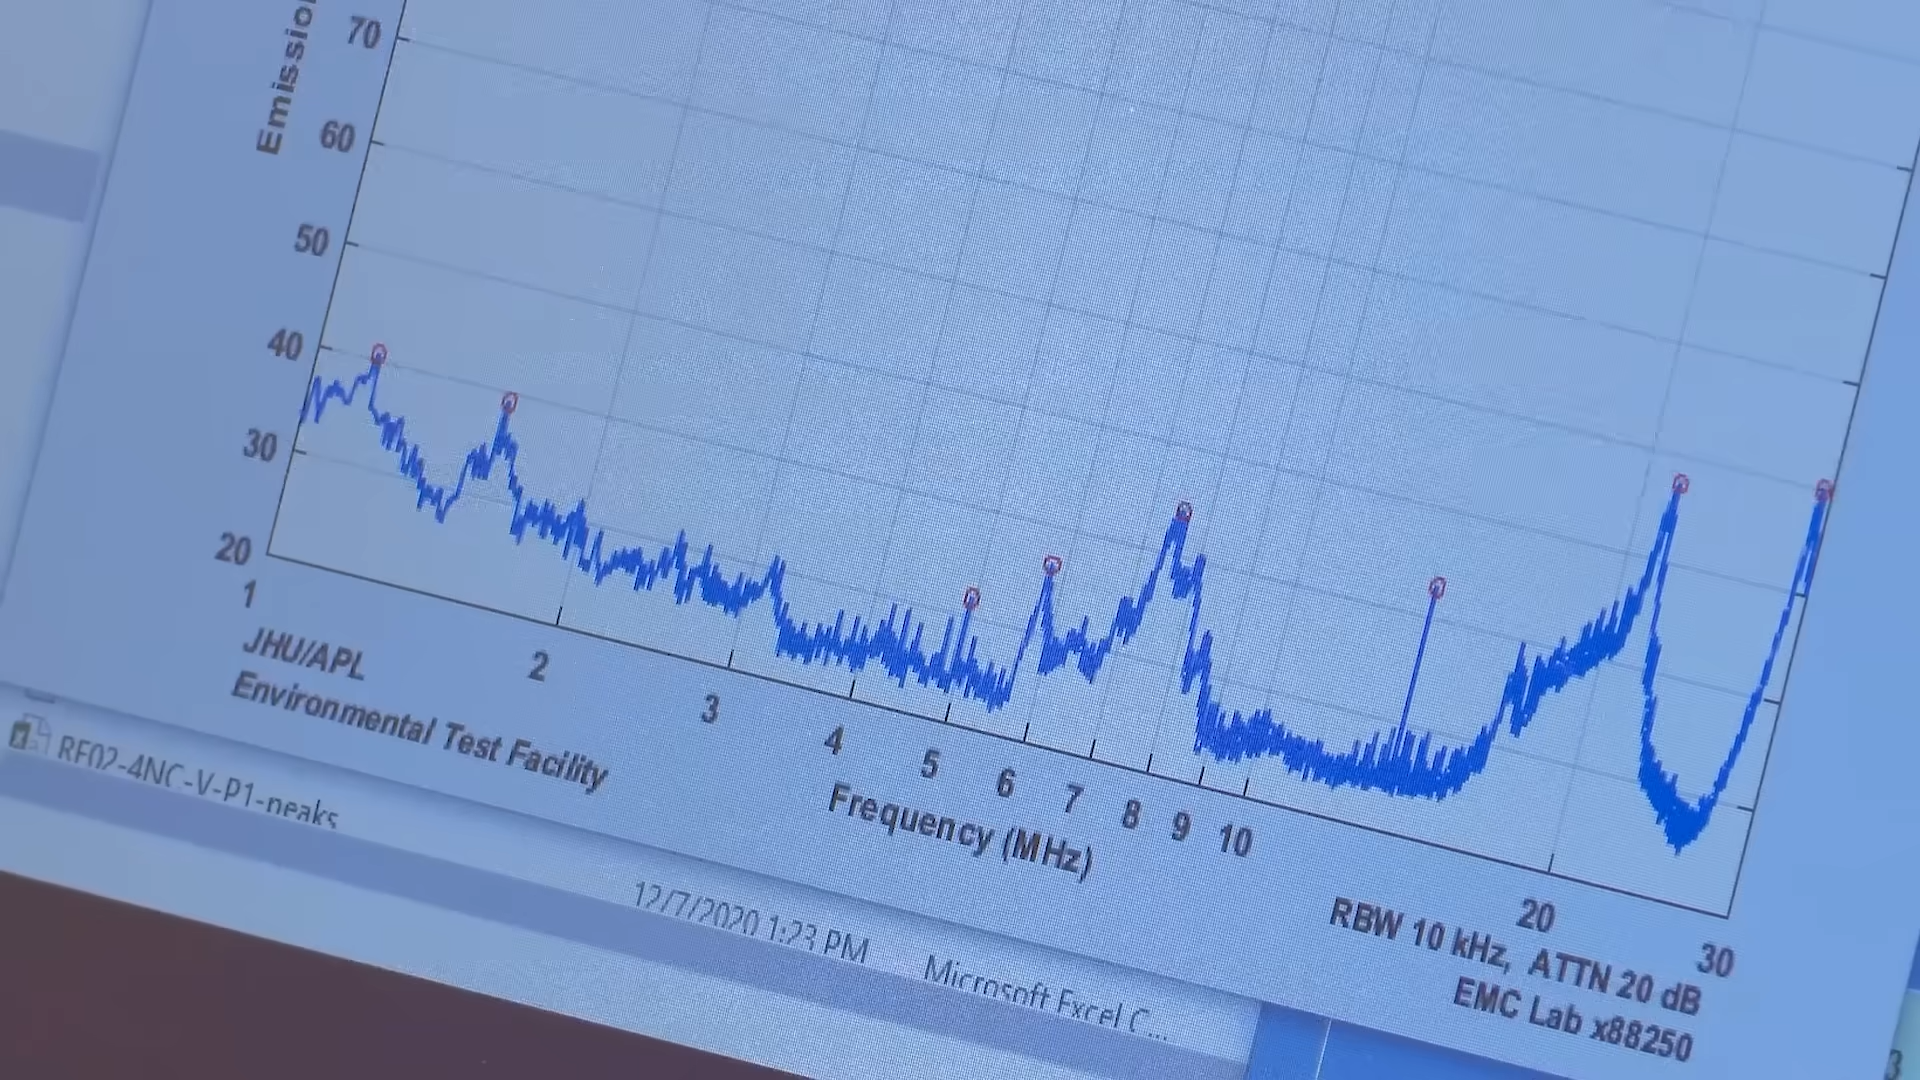 Emissio
70
60
50
40
30
20
1 2 3 4 5 6 7 8 9 10 20 30
Frequency (MHz)
JHU/APL
Environmental Test Facility
RBW 10 kHz, ATTN 20 dB
EMC Lab x88250
RE02-4NC-V-P1-peaks
12/7/2020 1:23 PM
Microsoft Excel C...
3